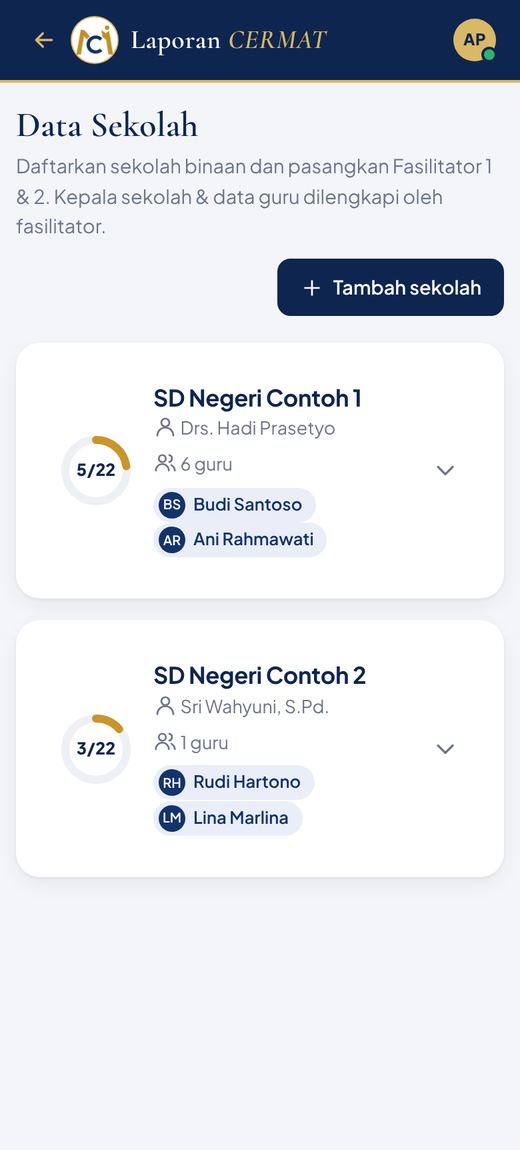 Laporan CERMAT
AP
Data Sekolah
Daftarkan sekolah binaan dan pasangkan Fasilitator 1
& 2. Kepala sekolah & data guru dilengkapi oleh
fasilitator.
+ Tambah sekolah
SD Negeri Contoh 1
Drs. Hadi Prasetyo
5/22
6 guru
BS Budi Santoso
AR Ani Rahmawati
SD Negeri Contoh 2
Sri Wahyuni, S.Pd.
3/22
1 guru
RH Rudi Hartono
LM Lina Marlina